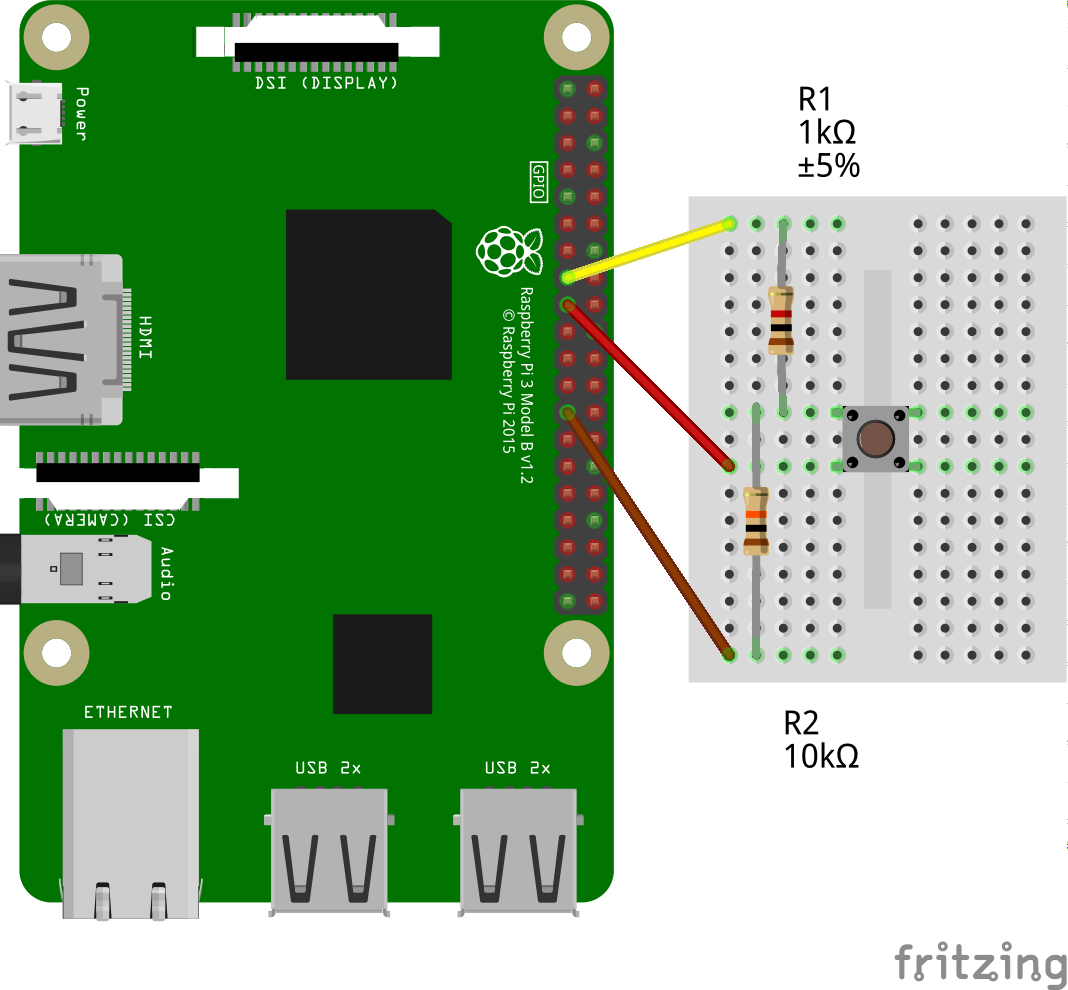 DSI (DISPLAY)
Power
R1
1kΩ
±5%
GPIO
HDMI
Raspberry Pi 3 Model B v1.2
© Raspberry Pi 2015
CSI (CAMERA)
Audio
ETHERNET
R2
10kΩ
USB 2x
USB 2x
fritzing